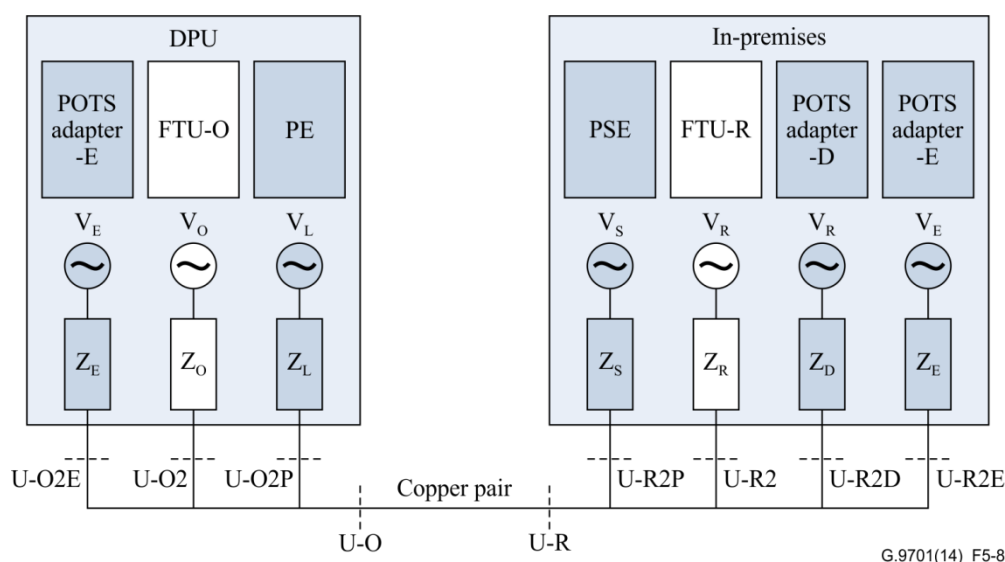 DPU
In-premises
POTS
adapter
-E
FTU-O
PE
PSE
FTU-R
POTS
adapter
-D
POTS
adapter
-E
V_E
V_O
V_L
V_S
V_R
V_R
V_E
Z_E
Z_O
Z_L
Z_S
Z_R
Z_D
Z_E
U-O2E
U-O2
U-O2P
U-R2P
U-R2
U-R2D
U-R2E
Copper pair
U-O
U-R
G.9701(14)_F5-8